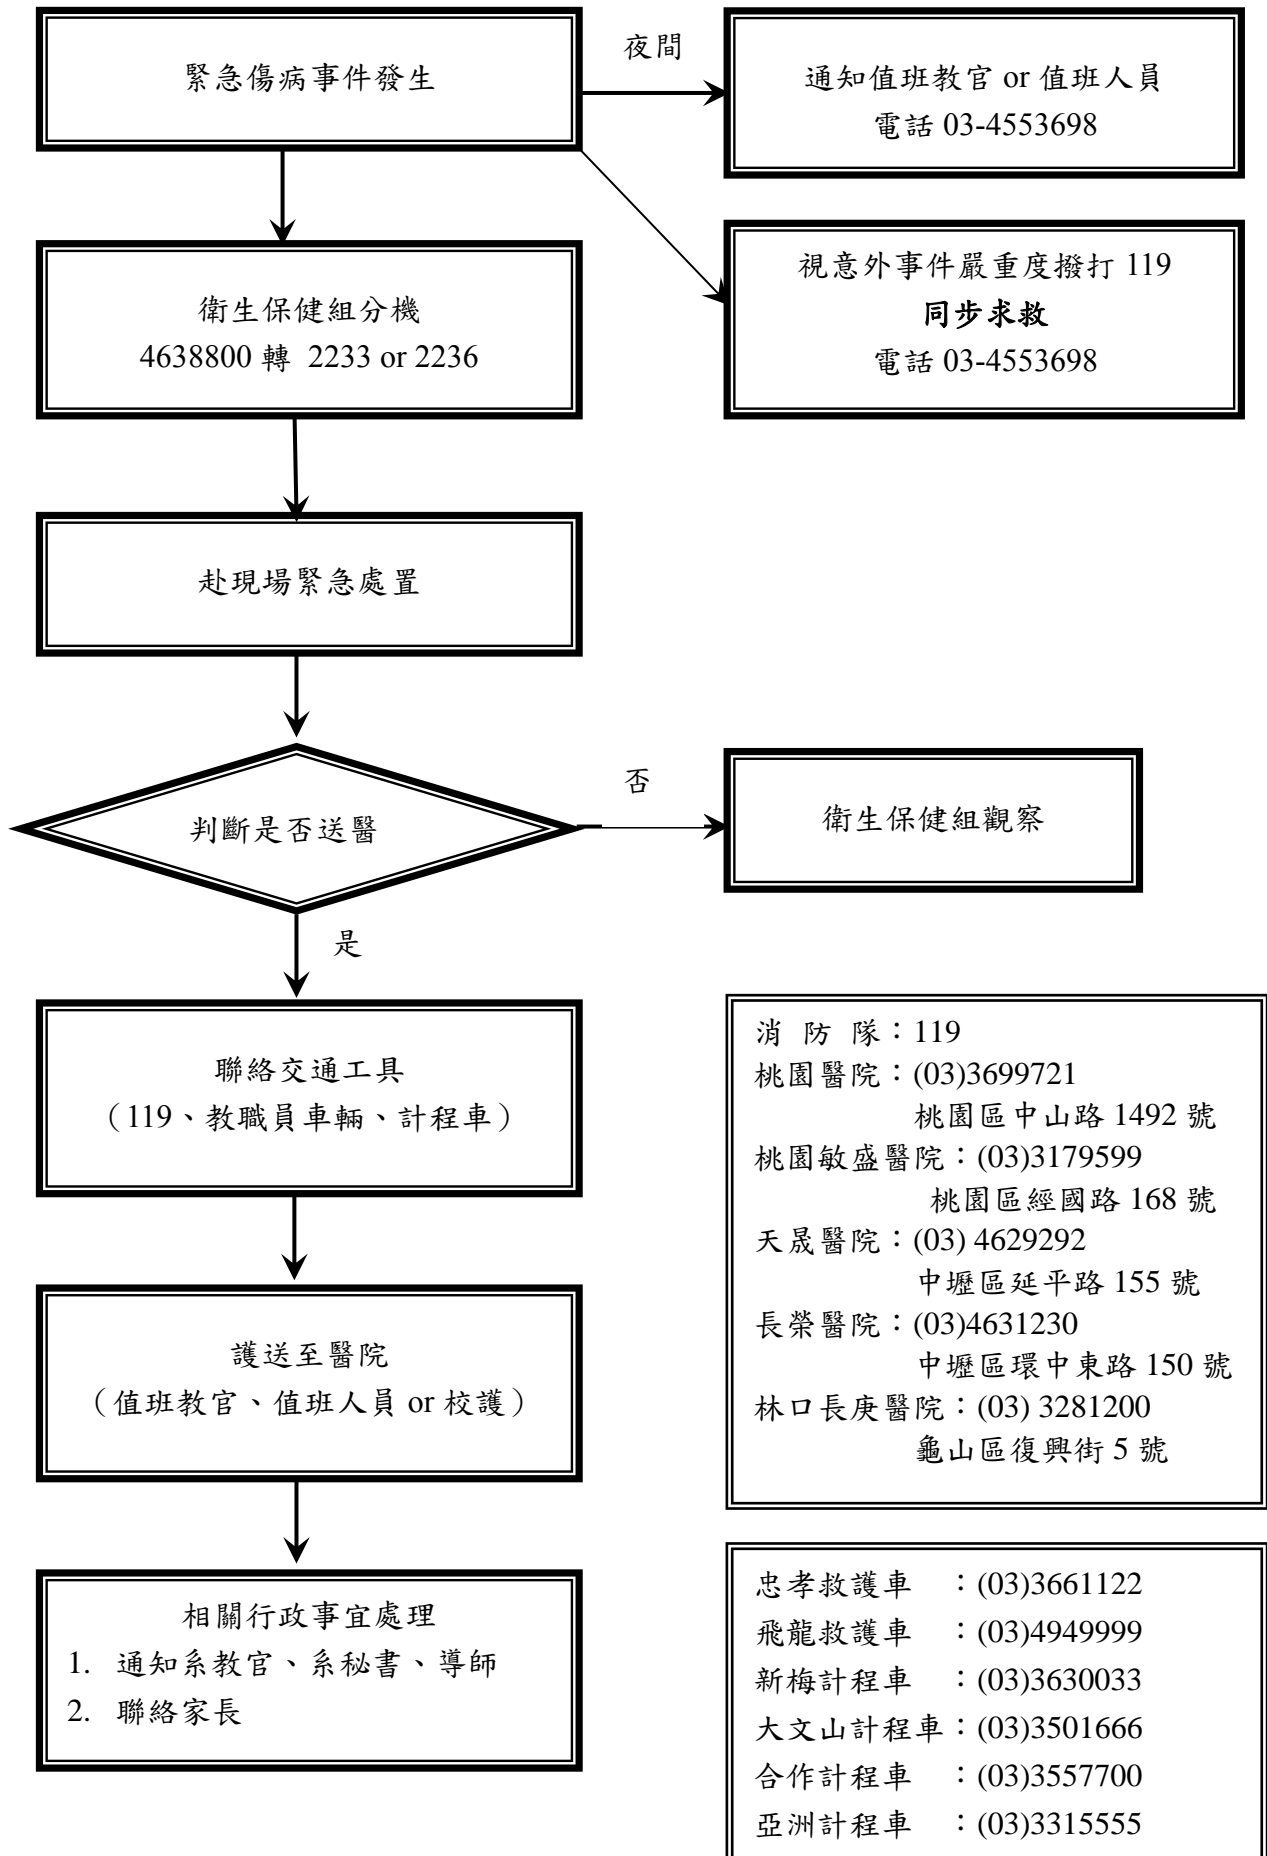 緊急傷病事件發生
夜間
通知值班教官 or 值班人員
電話 03-4553698
視意外事件嚴重度撥打 119
同步求救
電話 03-4553698
衛生保健組分機
4638800 轉 2233 or 2236
赴現場緊急處置
判斷是否送醫
否
衛生保健組觀察
是
聯絡交通工具
（119、教職員車輛、計程車）
護送至醫院
（值班教官、值班人員 or 校護）
相關行政事宜處理
1. 通知系教官、系秘書、導師
2. 聯絡家長
消 防 隊：119
桃園醫院：(03)3699721
桃園區中山路 1492 號
桃園敏盛醫院：(03)3179599
桃園區經國路 168 號
天晟醫院：(03) 4629292
中壢區延平路 155 號
長榮醫院：(03)4631230
中壢區環中東路 150 號
林口長庚醫院：(03) 3281200
龜山區復興街 5 號
忠孝救護車 ：(03)3661122
飛龍救護車 ：(03)4949999
新梅計程車 ：(03)3630033
大文山計程車：(03)3501666
合作計程車 ：(03)3557700
亞洲計程車 ：(03)3315555